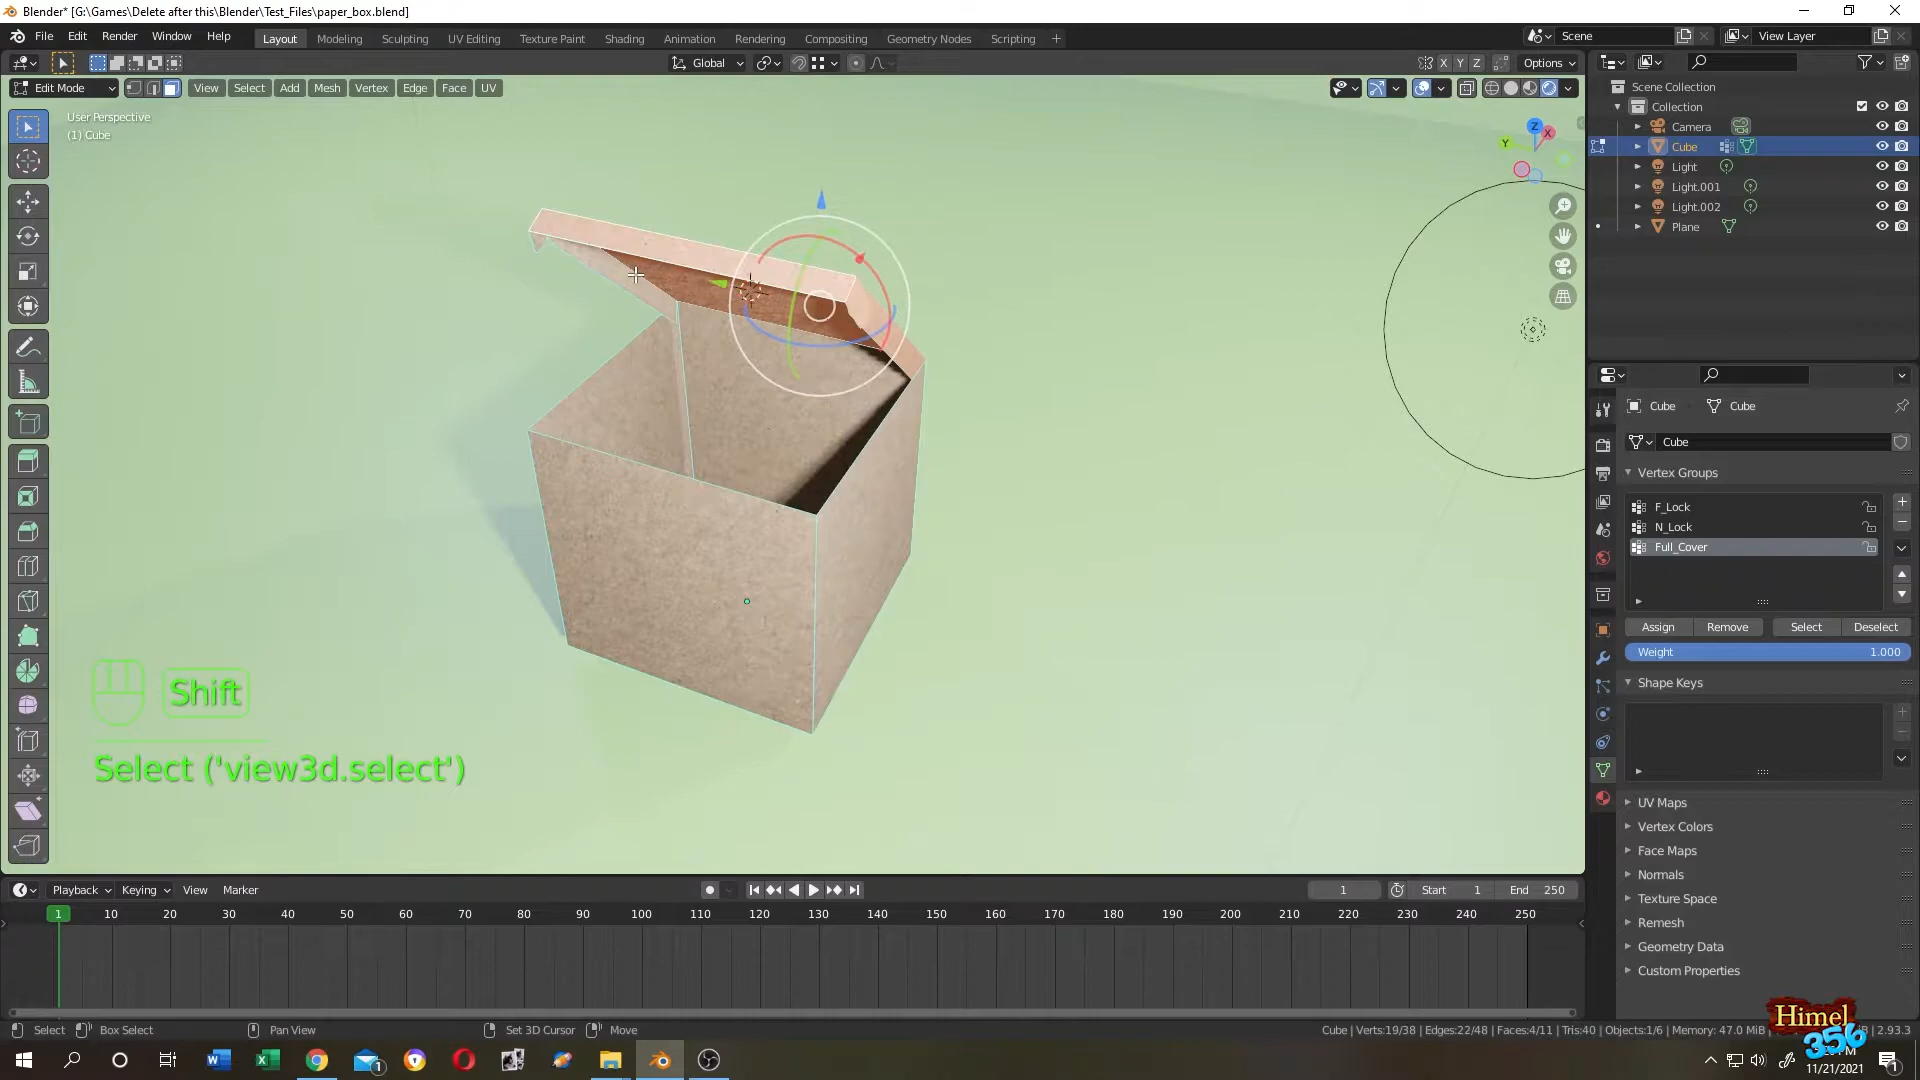 Blender* [G:\Games\Delete after this\Blender\Test_Files\paper_box.blend]
File Edit Render Window Help
Layout Modeling Sculpting UV Editing Texture Paint Shading Animation Rendering Compositing Geometry Nodes Scripting +
Scene View Layer
Global X Y Z Options
Edit Mode View Select Add Mesh Vertex Edge Face UV
User Perspective
(1) Cube
Z X Y
Scene Collection
Collection
Camera
Cube
Light
Light.001
Light.002
Plane
Cube Cube
Cube
Vertex Groups
F_Lock
N_Lock
Full_Cover
Assign Remove Select Deselect
Weight 1.000
Shape Keys
UV Maps
Vertex Colors
Face Maps
Normals
Texture Space
Remesh
Geometry Data
Custom Properties
Shift
Select ('view3d.select')
Playback Keying View Marker 1 Start 1 End 250
1 10 20 30 40 50 60 70 80 90 100 110 120 130 140 150 160 170 180 190 200 210 220 230 240 250
Select Box Select Pan View Set 3D Cursor Move
Cube | Verts:19/38 | Edges:22/48 | Faces:4/11 | Tris:40 | Objects:1/6 | Memory: 47.0 MiB 2.93.3
Himel
356
11/21/2021